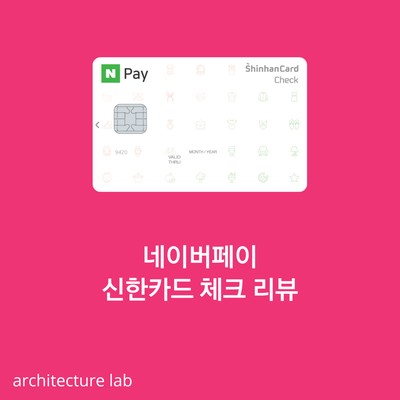 N Pay
ShinhanCard
Check
VALID
THRU
MONTH-YEAR
네이버페이
신한카드 체크 리뷰
architecture lab